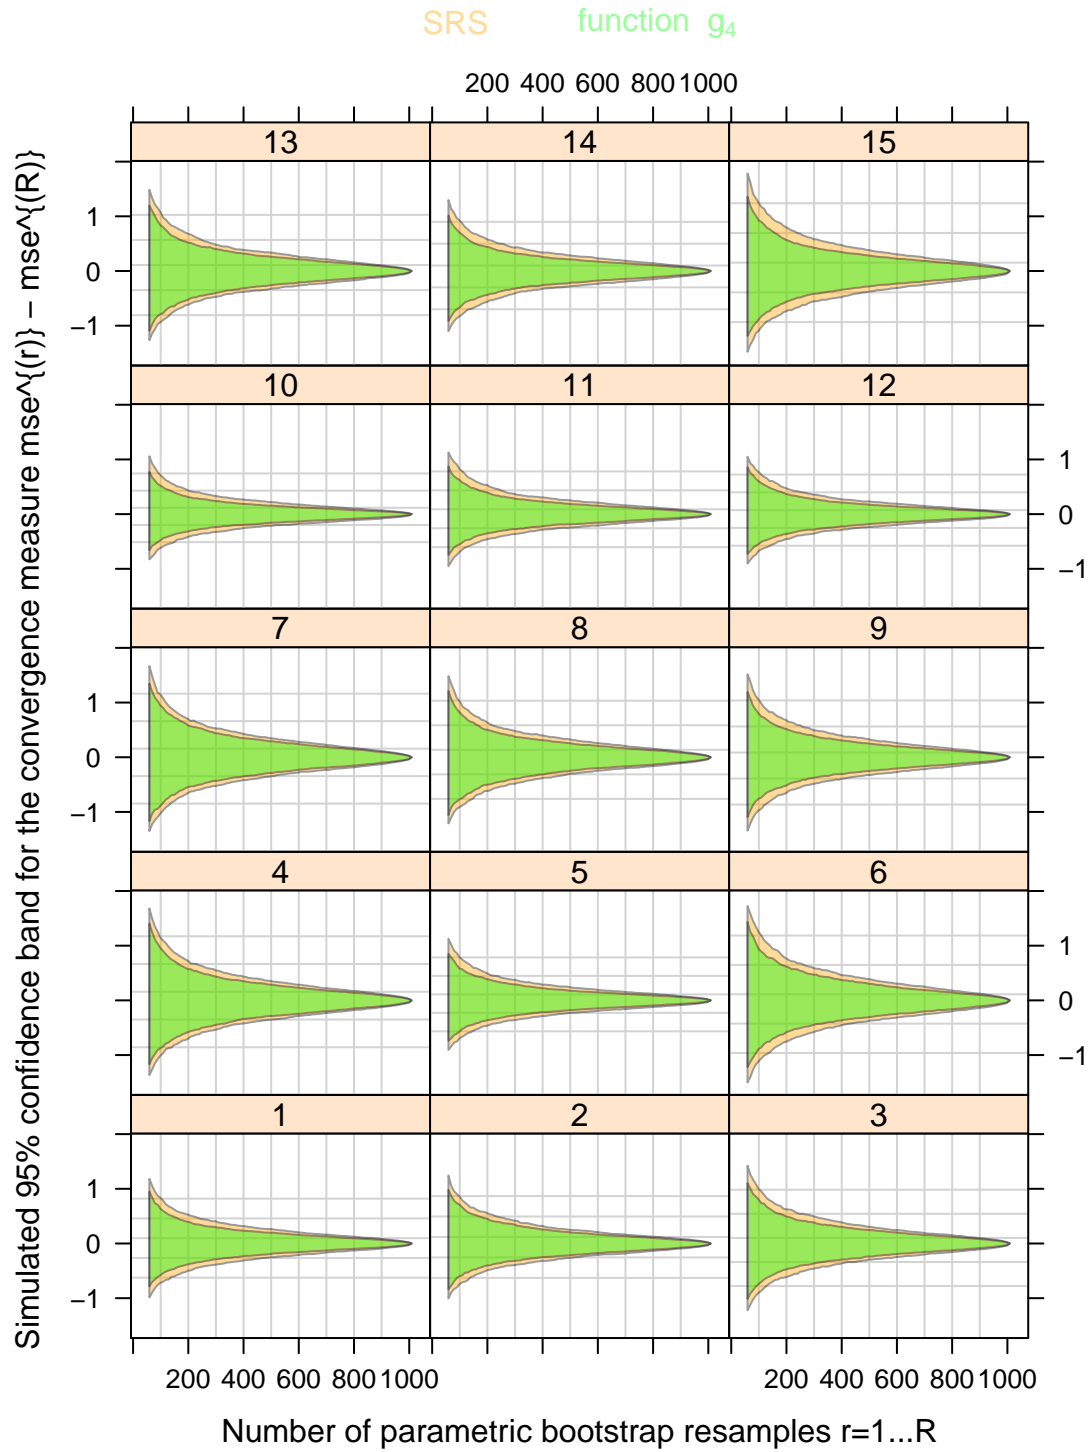 SRS function g₄
200 400 600 800 1000
13 14 15
1
0
−1
10 11 12
1
0
−1
7 8 9
1
0
−1
4 5 6
1
0
−1
1 2 3
1
0
−1
200 400 600 800 1000 200 400 600 800 1000
Number of parametric bootstrap resamples r=1...R
Simulated 95% confidence band for the convergence measure mse^{(r)} − mse^{(R)}